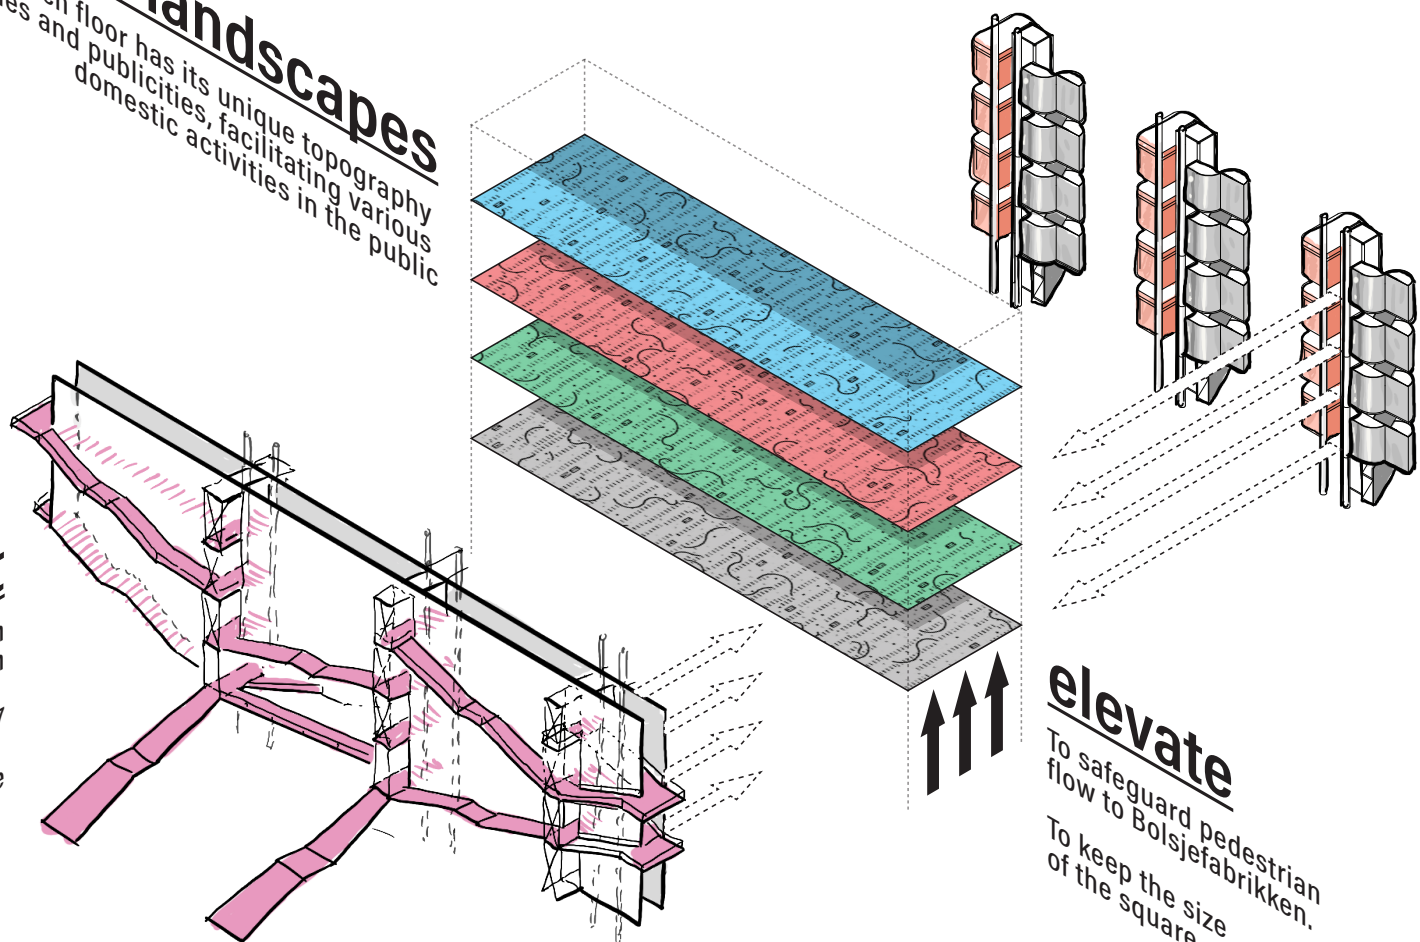 landscapes
floor has its unique topography
and publicities, facilitating various
domestic activities in the public
elevate
To safeguard pedestrian
flow to Bolsjefabrikken.
To keep the size
of the square